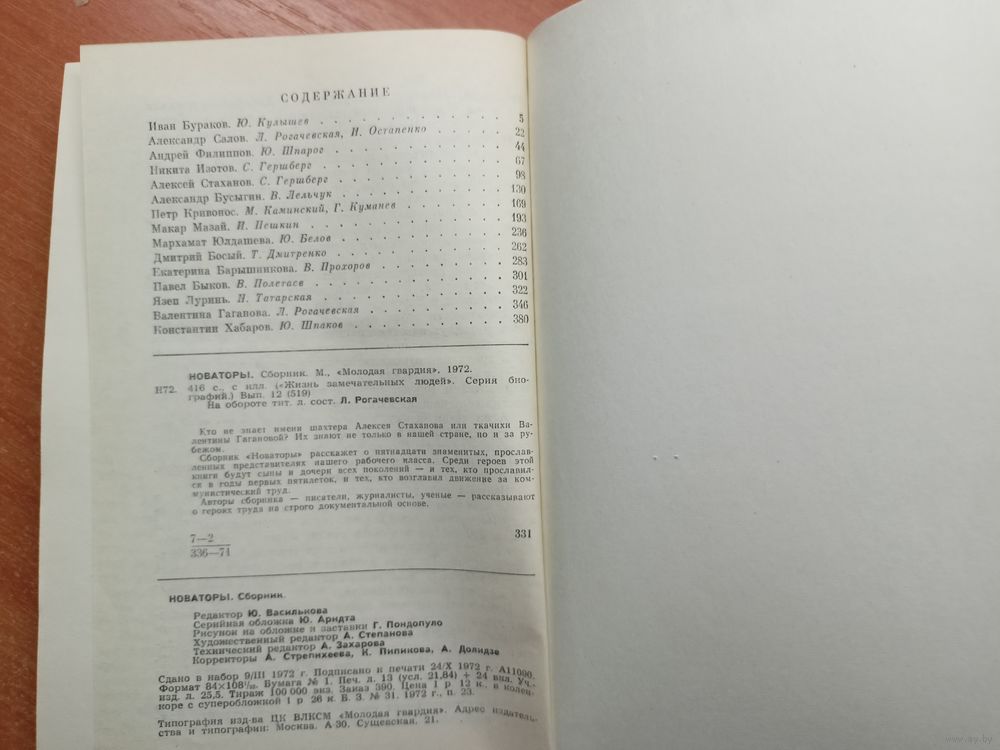 СОДЕРЖАНИЕ
Иван Бураков. Ю. Кулышев . . . . . . . . . . . . 5
Александр Салов. Л. Рогачевская, И. Остапенко . . . . . . 22
Андрей Филиппов. Ю. Шпарог . . . . . . . . . . . 44
Никита Изотов. С. Гершберг . . . . . . . . . . . . 67
Алексей Стаханов. С. Гершберг . . . . . . . . . . . 98
Александр Бусыгин. В. Лельчук . . . . . . . . . . . 130
Петр Кривонос. М. Каминский, Г. Куманев . . . . . . . 169
Макар Мазай. И. Пешкин . . . . . . . . . . . . 193
Мархамат Юлдашева. Ю. Белов . . . . . . . . . . 236
Дмитрий Босый. Т. Дмитренко . . . . . . . . . . . 262
Екатерина Барышникова. В. Прохоров . . . . . . . . 283
Павел Быков. В. Полетаев . . . . . . . . . . . . 301
Язеп Луринь. Н. Татарская . . . . . . . . . . . . 322
Валентина Гаганова. Л. Рогачевская . . . . . . . . . 346
Константин Хабаров. Ю. Шпаков . . . . . . . . . . 380
НОВАТОРЫ. Сборник. М., «Молодая гвардия», 1972.
Н72. 416 с., с илл. («Жизнь замечательных людей». Серия био-
графий.) Вып. 12 (519)
На обороте тит. л. сост. Л. Рогачевская
Кто не знает имени шахтера Алексея Стаханова или ткачихи Ва-
лентины Гагановой? Их знают не только в нашей стране, но и за ру-
бежом.
Сборник «Новаторы» расскажет о пятнадцати знаменитых, прослав-
ленных представителях нашего рабочего класса. Среди героев этой
книги будут сыны и дочери всех поколений — и тех, кто прославил-
ся в годы первых пятилеток, и тех, кто возглавил движение за ком-
мунистический труд.
Авторы сборника — писатели, журналисты, ученые — рассказывают
о героях труда на строго документальной основе.
7—2
336—71
331
НОВАТОРЫ. Сборник.
Редактор Ю. Василькова
Серийная обложка Ю. Арндта
Рисунок на обложке и заставки Г. Пондопуло
Художественный редактор А. Степанова
Технический редактор А. Захарова
Корректоры А. Стрепихеева, К. Пипикова, А. Долидзе
Сдано в набор 9/III 1972 г. Подписано к печати 24/X 1972 г. А11090.
Формат 84×108¹/₃₂. Бумага № 1. Печ. л. 13 (усл. 21,84) + 24 вкл. Уч.-
изд. л. 25,5. Тираж 100 000 экз. Заказ 390. Цена 1 р 12 к., в колен-
коре с суперобложкой 1 р 26 к. Б. З. № 31. 1972 г., п. 23.
Типография изд-ва ЦК ВЛКСМ «Молодая гвардия». Адрес издатель-
ства и типографии: Москва, А-30. Сущевская, 21.
www.ay.by